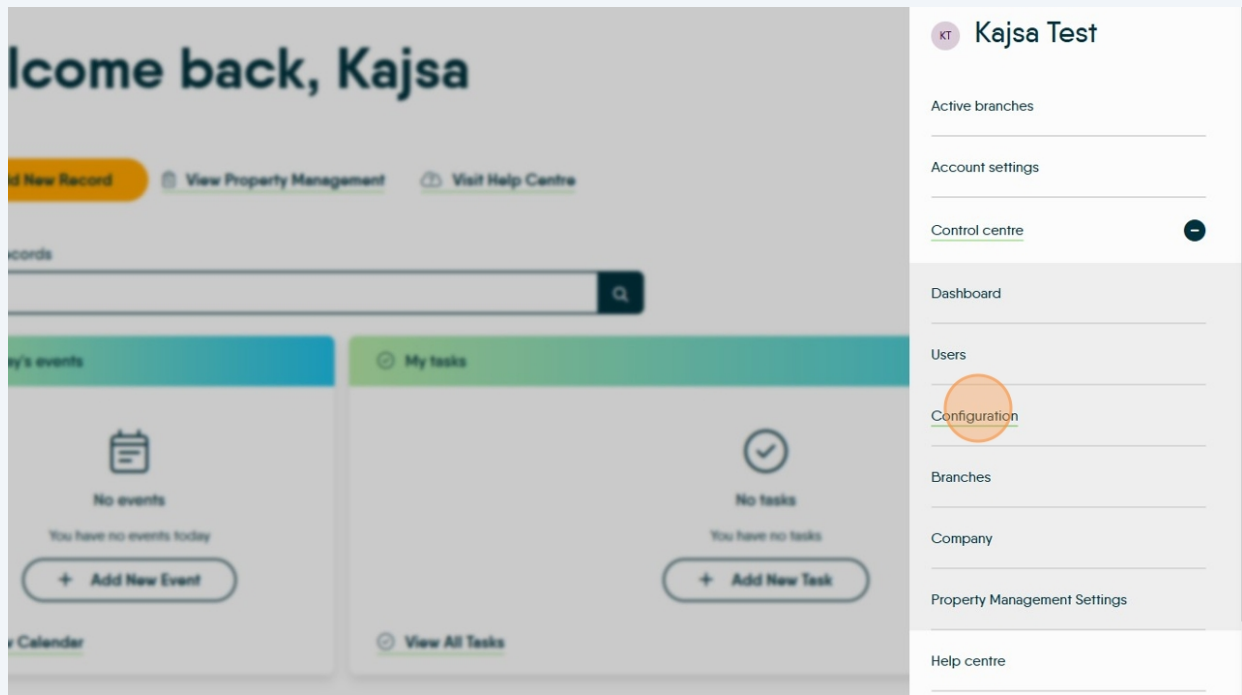 lcome back, Kajsa
d New Record
View Property Management
Visit Help Centre
cords
ay's events
My tasks
No events
You have no events today
+ Add New Event
No tasks
You have no tasks
+ Add New Task
Calendar
View All Tasks
KT Kajsa Test
Active branches
Account settings
Control centre
Dashboard
Users
Configuration
Branches
Company
Property Management Settings
Help centre